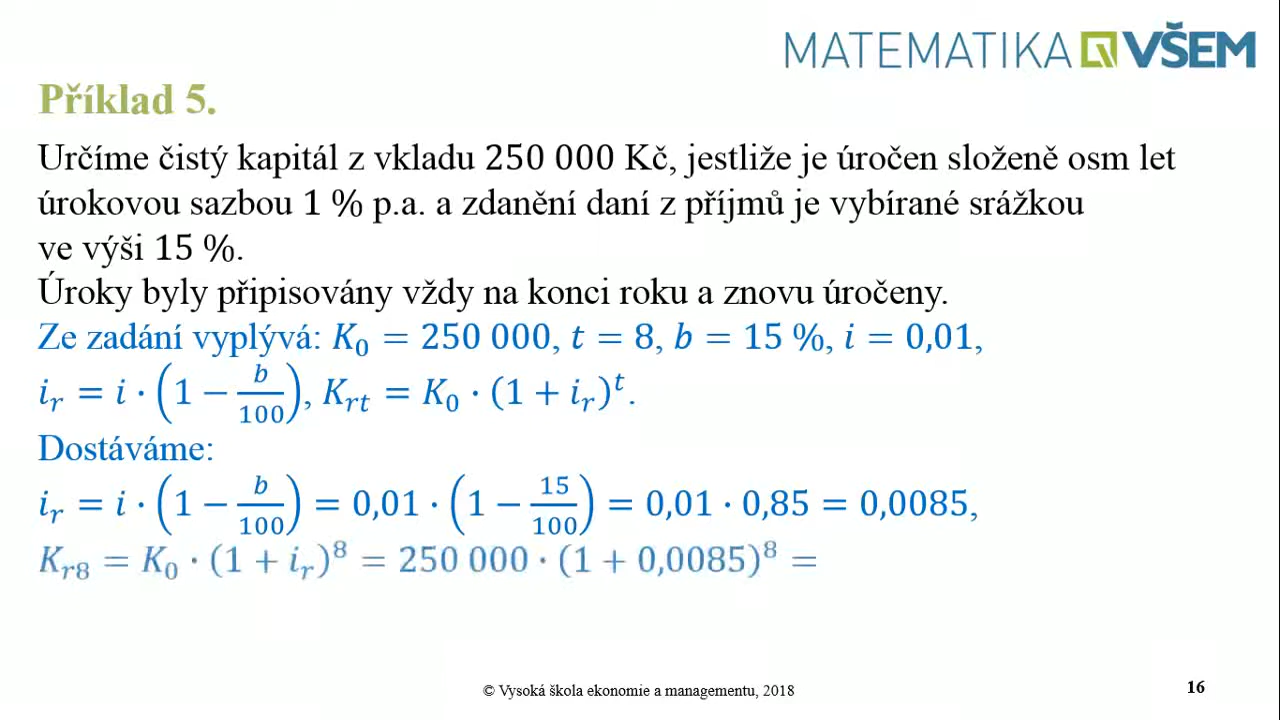 MATEMATIKA VŠEM
Příklad 5.
Určíme čistý kapitál z vkladu 250 000 Kč, jestliže je úročen složeně osm let
úrokovou sazbou 1 % p.a. a zdanění daní z příjmů je vybírané srážkou
ve výši 15 %.
Úroky byly připisovány vždy na konci roku a znovu úročeny.
Ze zadání vyplývá: K₀ = 250 000, t = 8, b = 15 %, i = 0,01,
iᵣ = i · (1 − b/100), Kᵣₜ = K₀ · (1 + iᵣ)ᵗ.
Dostáváme:
iᵣ = i · (1 − b/100) = 0,01 · (1 − 15/100) = 0,01 · 0,85 = 0,0085,
Kᵣ₈ = K₀ · (1 + iᵣ)⁸ = 250 000 · (1 + 0,0085)⁸ =
© Vysoká škola ekonomie a managementu, 2018
16